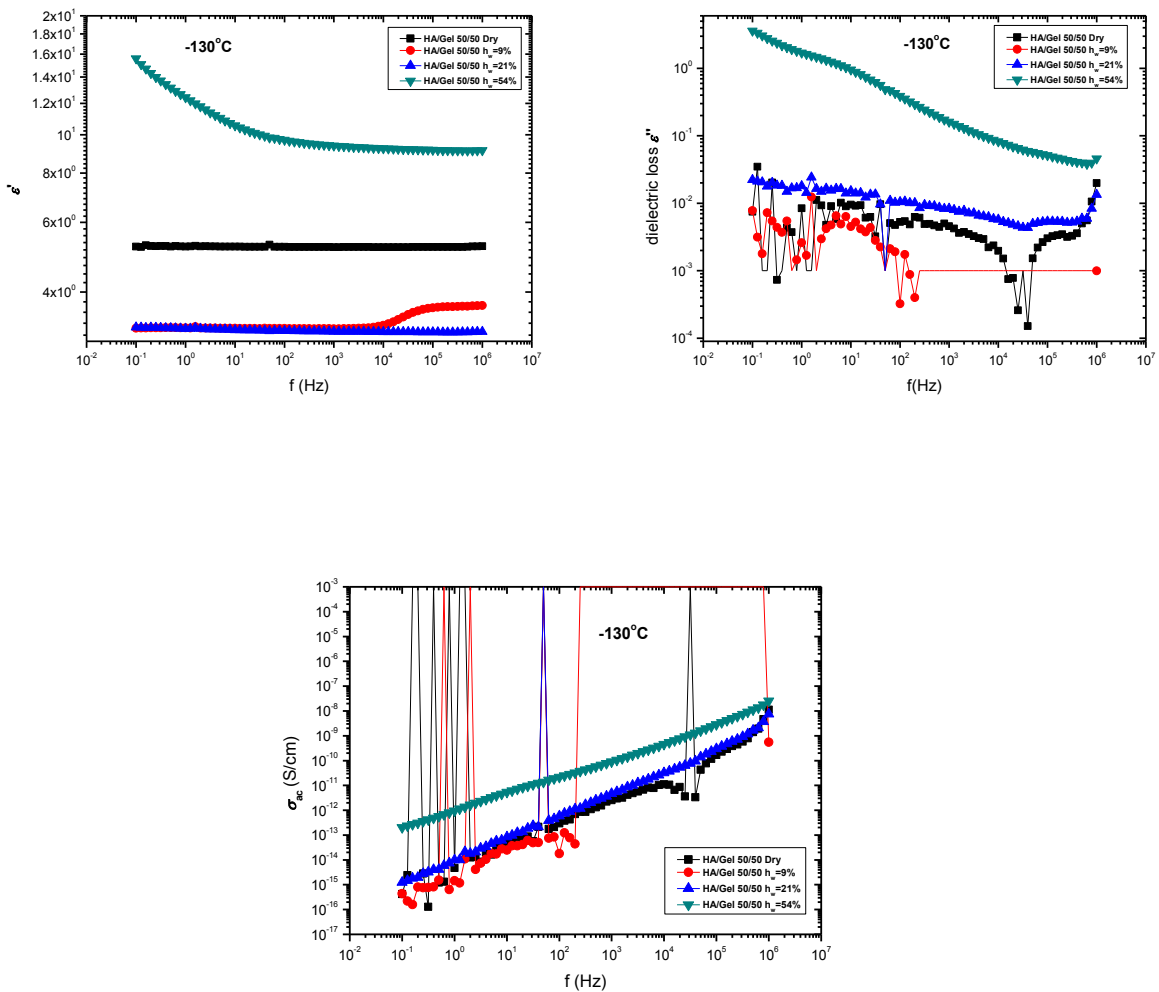 2x10¹
-130°C
HA/Gel 50/50 Dry
HA/Gel 50/50 h_w=9%
HA/Gel 50/50 h_w=21%
HA/Gel 50/50 h_w=54%
1.6x10¹
1.4x10¹
1.2x10¹
10¹
8x10⁰
6x10⁰
4x10⁰
ε'
10⁻² 10⁻¹ 10⁰ 10¹ 10² 10³ 10⁴ 10⁵ 10⁶ 10⁷
f (Hz)
-130°C
HA/Gel 50/50 Dry
HA/Gel 50/50 h_w=9%
HA/Gel 50/50 h_w=21%
HA/Gel 50/50 h_w=54%
10⁰
10⁻¹
10⁻²
10⁻³
10⁻⁴
dielectric loss ε''
10⁻² 10⁻¹ 10⁰ 10¹ 10² 10³ 10⁴ 10⁵ 10⁶ 10⁷
f(Hz)
10⁻³
10⁻⁴
10⁻⁵
10⁻⁶
10⁻⁷
10⁻⁸
10⁻⁹
10⁻¹⁰
10⁻¹¹
10⁻¹²
10⁻¹³
10⁻¹⁴
10⁻¹⁵
10⁻¹⁶
10⁻¹⁷
σ_ac (S/cm)
-130°C
HA/Gel 50/50 Dry
HA/Gel 50/50 h_w=9%
HA/Gel 50/50 h_w=21%
HA/Gel 50/50 h_w=54%
10⁻² 10⁻¹ 10⁰ 10¹ 10² 10³ 10⁴ 10⁵ 10⁶ 10⁷
f (Hz)